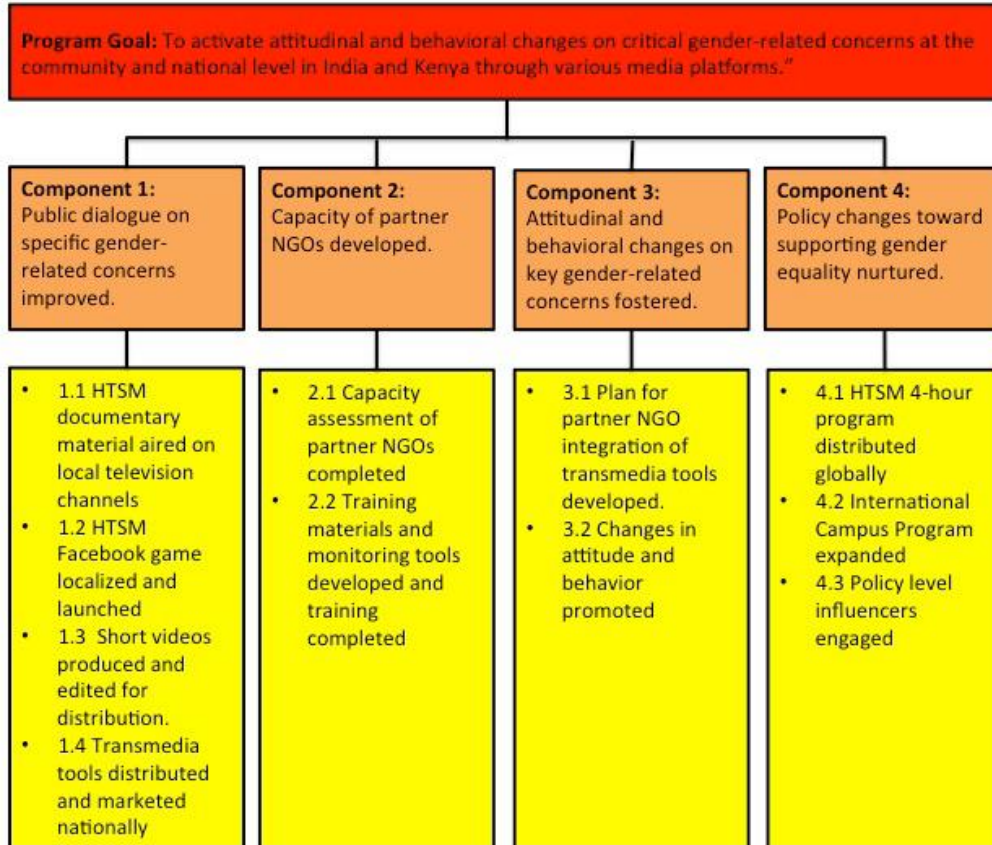 Program Goal: To activate attitudinal and behavioral changes on critical gender-related concerns at the
community and national level in India and Kenya through various media platforms.”
Component 1:
Public dialogue on
specific gender-
related concerns
improved.
Component 2:
Capacity of partner
NGOs developed.
Component 3:
Attitudinal and
behavioral changes on
key gender-related
concerns fostered.
Component 4:
Policy changes toward
supporting gender
equality nurtured.
• 1.1 HTSM
documentary
material aired on
local television
channels
• 1.2 HTSM
Facebook game
localized and
launched
• 1.3 Short videos
produced and
edited for
distribution.
• 1.4 Transmedia
tools distributed
and marketed
nationally
• 2.1 Capacity
assessment of
partner NGOs
completed
• 2.2 Training
materials and
monitoring tools
developed and
training
completed
• 3.1 Plan for
partner NGO
integration of
transmedia tools
developed.
• 3.2 Changes in
attitude and
behavior
promoted
• 4.1 HTSM 4-hour
program
distributed
globally
• 4.2 International
Campus Program
expanded
• 4.3 Policy level
influencers
engaged